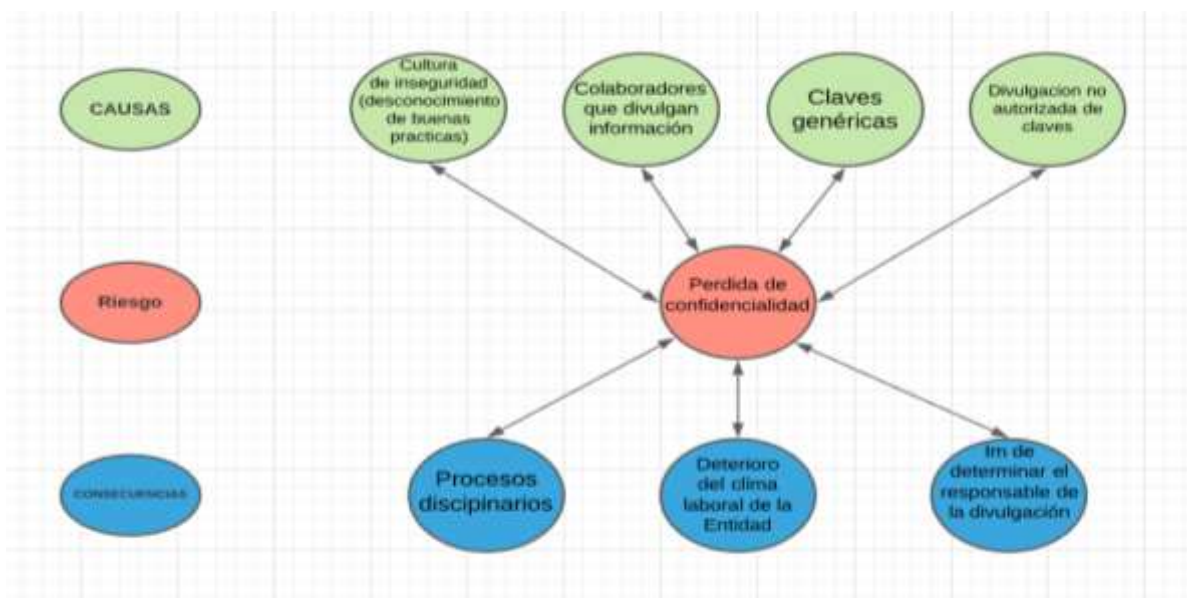 CAUSAS
Cultura
de inseguridad
(desconocimiento
de buenas
practicas)
Colaboradores
que divulgan
información
Claves
genéricas
Divulgacion no
autorizada de
claves
Riesgo
Perdida de
confidencialidad
CONSECUENCIAS
Procesos
discipinarios
Deterioro
del clima
laboral de la
Entidad
Im de
determinar el
responsable de
la divulgación